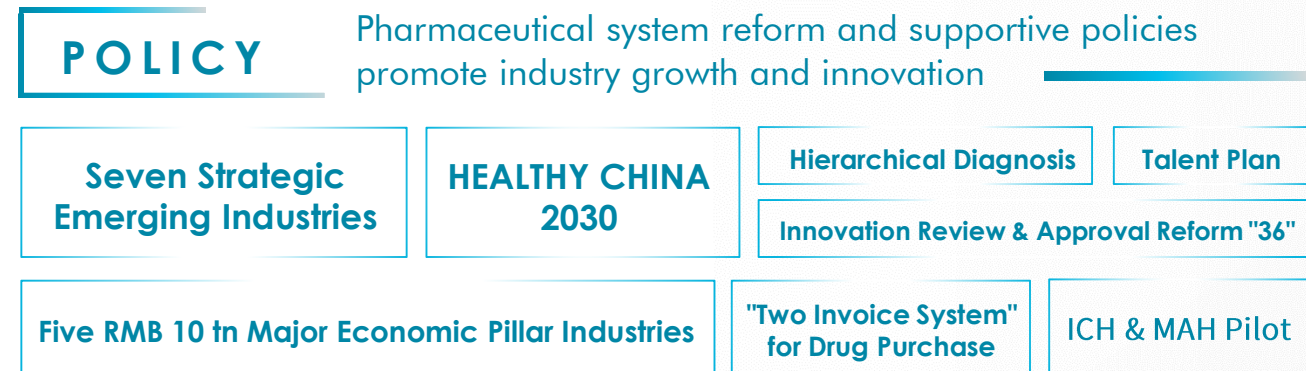 POLICY
Pharmaceutical system reform and supportive policies
promote industry growth and innovation
Seven Strategic
Emerging Industries
HEALTHY CHINA
2030
Hierarchical Diagnosis
Talent Plan
Innovation Review & Approval Reform "36"
Five RMB 10 tn Major Economic Pillar Industries
"Two Invoice System"
for Drug Purchase
ICH & MAH Pilot